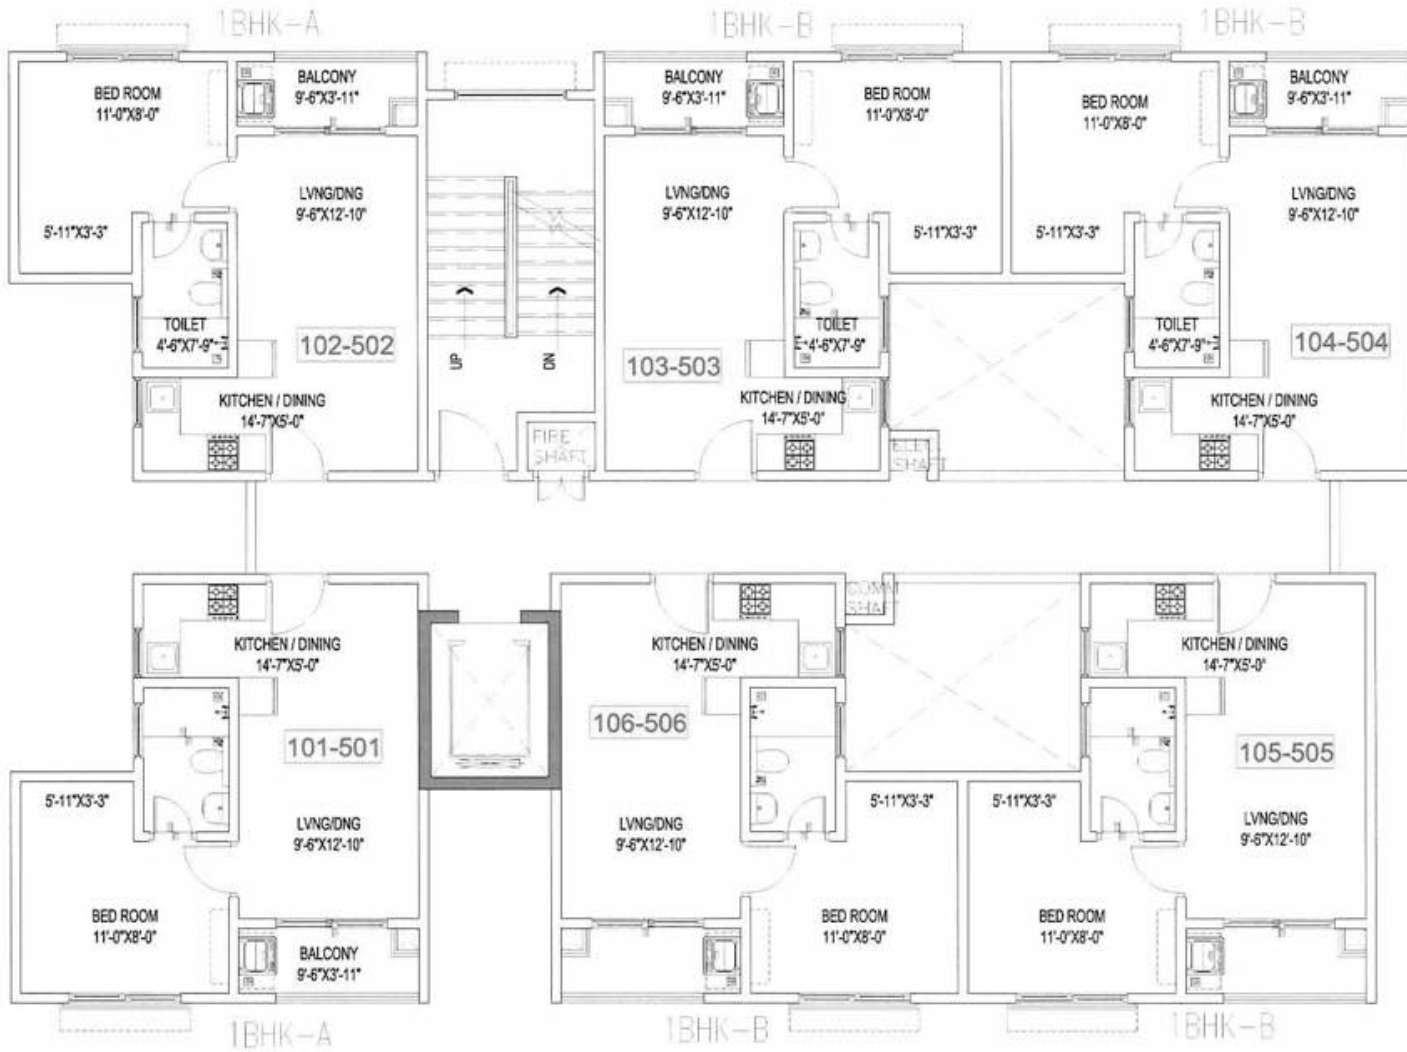 1BHK-A
1BHK-B
1BHK-B
BED ROOM
11'-0"X8'-0"
BALCONY
9'-6"X3'-11"
BALCONY
9'-6"X3'-11"
BED ROOM
11'-0"X8'-0"
BED ROOM
11'-0"X8'-0"
BALCONY
9'-6"X3'-11"
LVNG/DNG
9'-6"X12'-10"
LVNG/DNG
9'-6"X12'-10"
LVNG/DNG
9'-6"X12'-10"
5'-11"X3'-3"
5'-11"X3'-3"
5'-11"X3'-3"
TOILET
4'-6"X7'-9"
102-502
UP
DN
103-503
TOILET
4'-6"X7'-9"
TOILET
4'-6"X7'-9"
104-504
KITCHEN / DINING
14'-7"X5'-0"
KITCHEN / DINING
14'-7"X5'-0"
KITCHEN / DINING
14'-7"X5'-0"
FIRE
SHAFT
ELE.
SHAFT
COMM
SHAFT
KITCHEN / DINING
14'-7"X5'-0"
KITCHEN / DINING
14'-7"X5'-0"
KITCHEN / DINING
14'-7"X5'-0"
101-501
106-506
105-505
5'-11"X3'-3"
5'-11"X3'-3"
5'-11"X3'-3"
LVNG/DNG
9'-6"X12'-10"
LVNG/DNG
9'-6"X12'-10"
LVNG/DNG
9'-6"X12'-10"
BED ROOM
11'-0"X8'-0"
BALCONY
9'-6"X3'-11"
BED ROOM
11'-0"X8'-0"
BED ROOM
11'-0"X8'-0"
1BHK-A
1BHK-B
1BHK-B